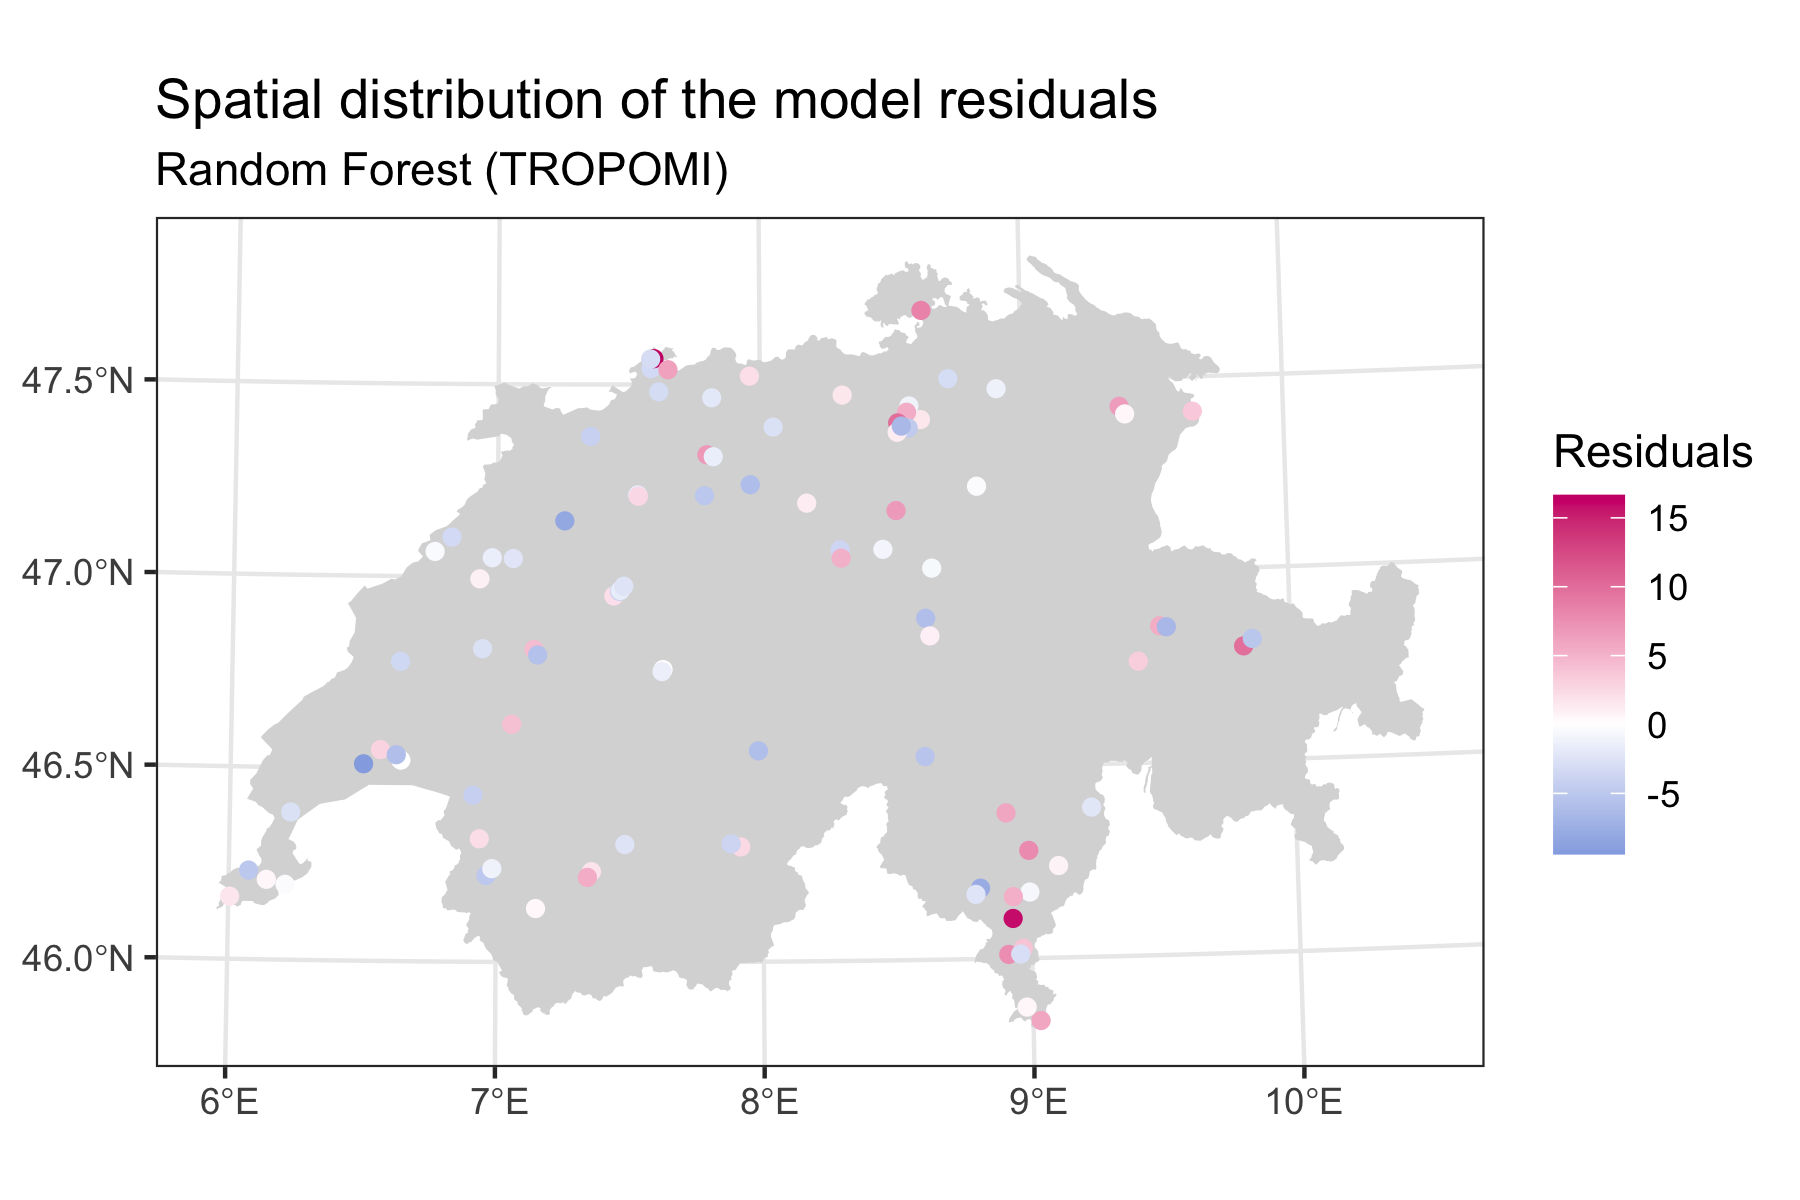 Spatial distribution of the model residuals
Random Forest (TROPOMI)
47.5°N
47.0°N
46.5°N
46.0°N
6°E
7°E
8°E
9°E
10°E
Residuals
15
10
5
0
-5